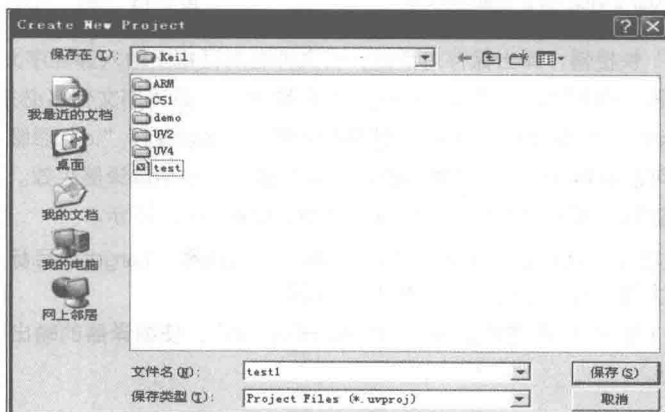 Create New Project
保存在(I):
Keil
ARM
C51
demo
UV2
UV4
test
我最近的文档
桌面
我的文档
我的电脑
网上邻居
文件名(N):
test1
保存(S)
保存类型(T):
Project Files (*.uvproj)
取消